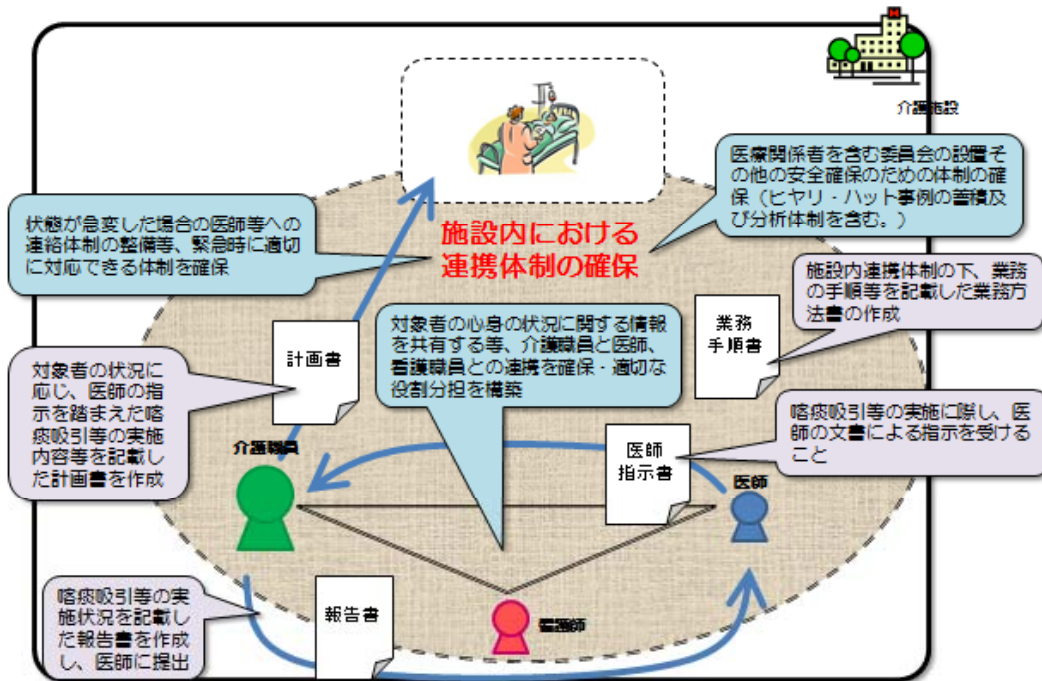 介護施設
医療関係者を含む委員会の設置そ
の他の安全確保のための体制の確
保（ヒヤリ・ハット事例の蓄積及
び分析体制を含む。）
状態が急変した場合の医師等への
連絡体制の整備等、緊急時に適切
に対応できる体制を確保
施設内における
連携体制の確保
施設内連携体制の下、業務
の手順等を記載した業務方
法書の作成
計画書
対象者の心身の状況に関する情報
を共有する等、介護職員と医師、
看護職員との連携を確保・適切な
役割分担を構築
業務
手順書
対象者の状況に
応じ、医師の指
示を踏まえた喀
痰吸引等の実施
内容等を記載し
た計画書を作成
喀痰吸引等の実施に際し、医
師の文書による指示を受ける
こと
介護職員
医師
指示書
医師
喀痰吸引等の実
施状況を記載し
た報告書を作成
し、医師に提出
報告書
看護師